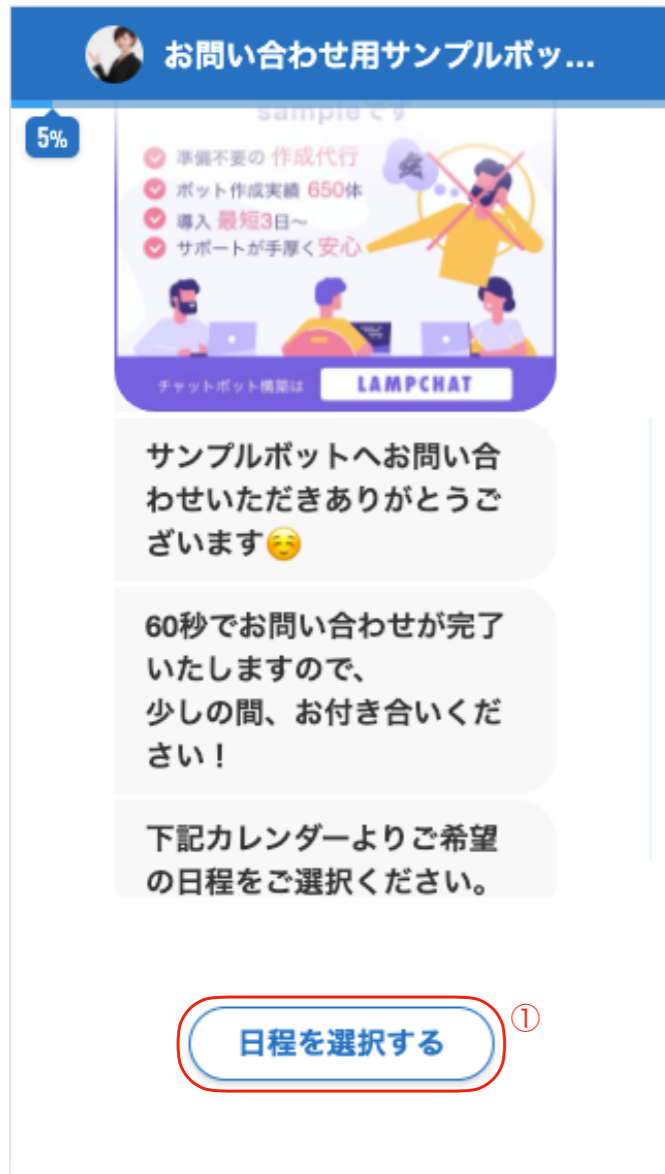 お問い合わせ用サンプルボッ...
5%
sampleです
準備不要の 作成代行
ボット作成実績 650体
導入 最短3日〜
サポートが手厚く安心
チャットボット構築は LAMPCHAT
サンプルボットへお問い合
わせいただきありがとうご
ざいます☺️
60秒でお問い合わせが完了
いたしますので、
少しの間、お付き合いくだ
さい！
下記カレンダーよりご希望
の日程をご選択ください。
日程を選択する
①